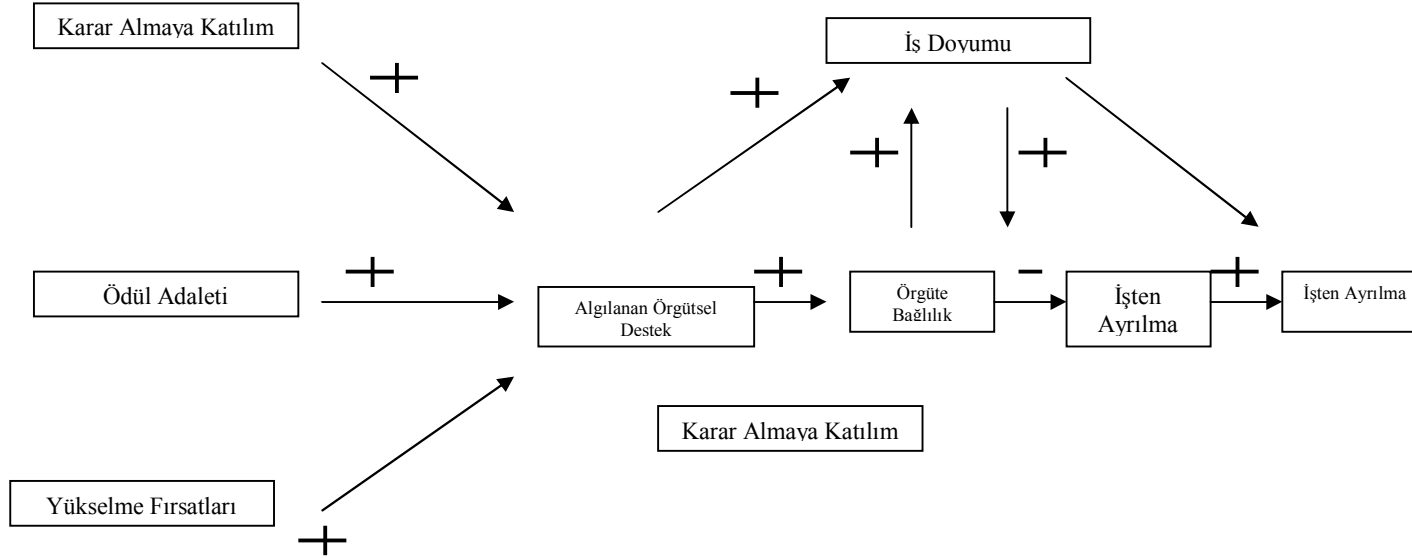 Karar Almaya Katılım
İş Doyumu
Ödül Adaleti
Algılanan Örgütsel
Destek
Örgüte
Bağlılık
İşten
Ayrılma
İşten Ayrılma
Karar Almaya Katılım
Yükselme Fırsatları
+
+
+
+
+
+
-
+
+